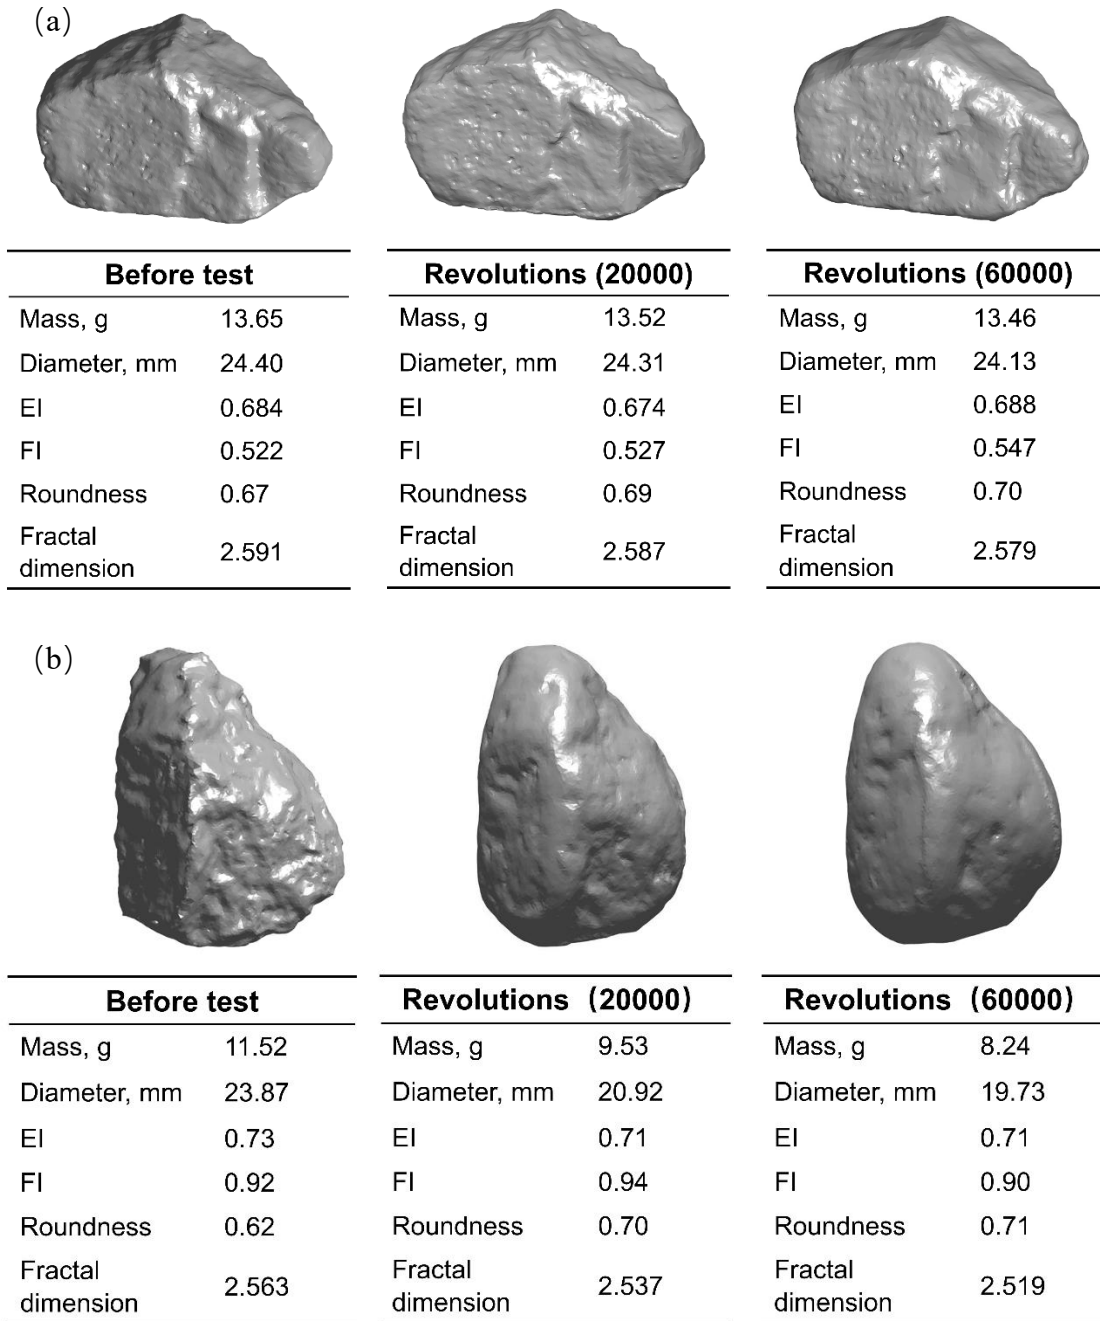 (a)
Before test
Mass, g 13.65
Diameter, mm 24.40
EI 0.684
FI 0.522
Roundness 0.67
Fractal
dimension 2.591
Revolutions (20000)
Mass, g 13.52
Diameter, mm 24.31
EI 0.674
FI 0.527
Roundness 0.69
Fractal
dimension 2.587
Revolutions (60000)
Mass, g 13.46
Diameter, mm 24.13
EI 0.688
FI 0.547
Roundness 0.70
Fractal
dimension 2.579
(b)
Before test
Mass, g 11.52
Diameter, mm 23.87
EI 0.73
FI 0.92
Roundness 0.62
Fractal
dimension 2.563
Revolutions (20000)
Mass, g 9.53
Diameter, mm 20.92
EI 0.71
FI 0.94
Roundness 0.70
Fractal
dimension 2.537
Revolutions (60000)
Mass, g 8.24
Diameter, mm 19.73
EI 0.71
FI 0.90
Roundness 0.71
Fractal
dimension 2.519